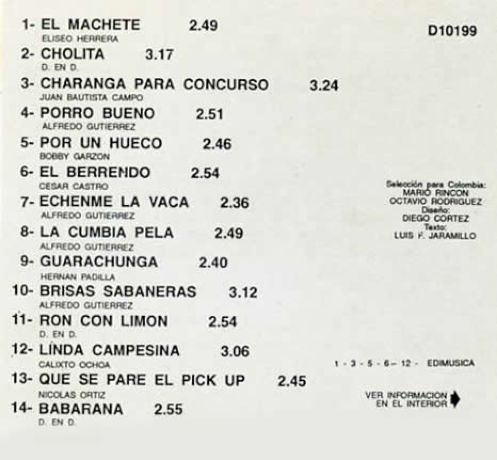 1- EL MACHETE 2.49
ELISEO HERRERA
D10199
2- CHOLITA 3.17
D. EN D.
3- CHARANGA PARA CONCURSO 3.24
JUAN BAUTISTA CAMPO
4- PORRO BUENO 2.51
ALFREDO GUTIERREZ
5- POR UN HUECO 2.46
BOBBY GARZON
6- EL BERRENDO 2.54
CESAR CASTRO
7- ECHENME LA VACA 2.36
ALFREDO GUTIERREZ
8- LA CUMBIA PELA 2.49
ALFREDO GUTIERREZ
9- GUARACHUNGA 2.40
HERNAN PADILLA
10- BRISAS SABANERAS 3.12
ALFREDO GUTIERREZ
11- RON CON LIMON 2.54
D. EN D.
12- LINDA CAMPESINA 3.06
CALIXTO OCHOA
13- QUE SE PARE EL PICK UP 2.45
NICOLAS ORTIZ
14- BABARANA 2.55
D. EN D.
Selección para Colombia:
MARIO RINCON
OCTAVIO RODRIGUEZ
Diseño:
DIEGO CORTEZ
Texto:
LUIS F. JARAMILLO
1 - 3 - 5 - 6 - 12 - EDIMUSICA
VER INFORMACION
EN EL INTERIOR